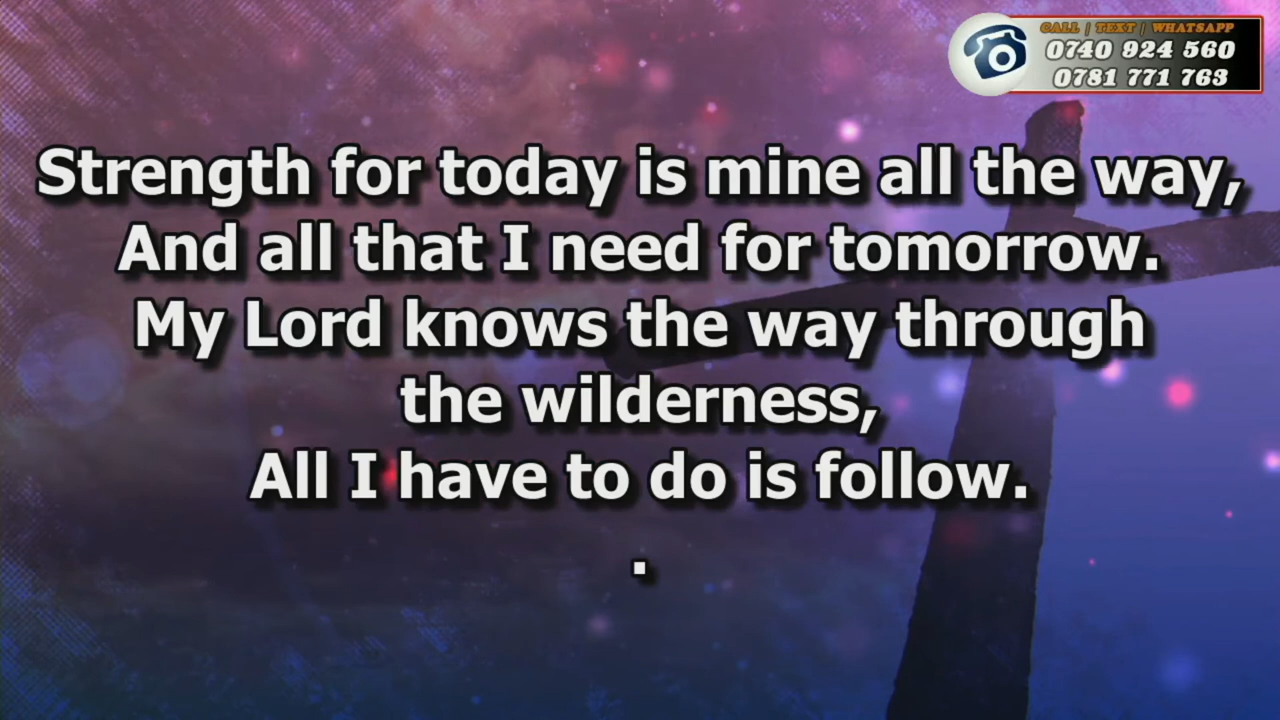 CALL | TEXT | WHATSAPP
0740 924 560
0781 771 763
Strength for today is mine all the way,
And all that I need for tomorrow.
My Lord knows the way through
the wilderness,
All I have to do is follow.
.